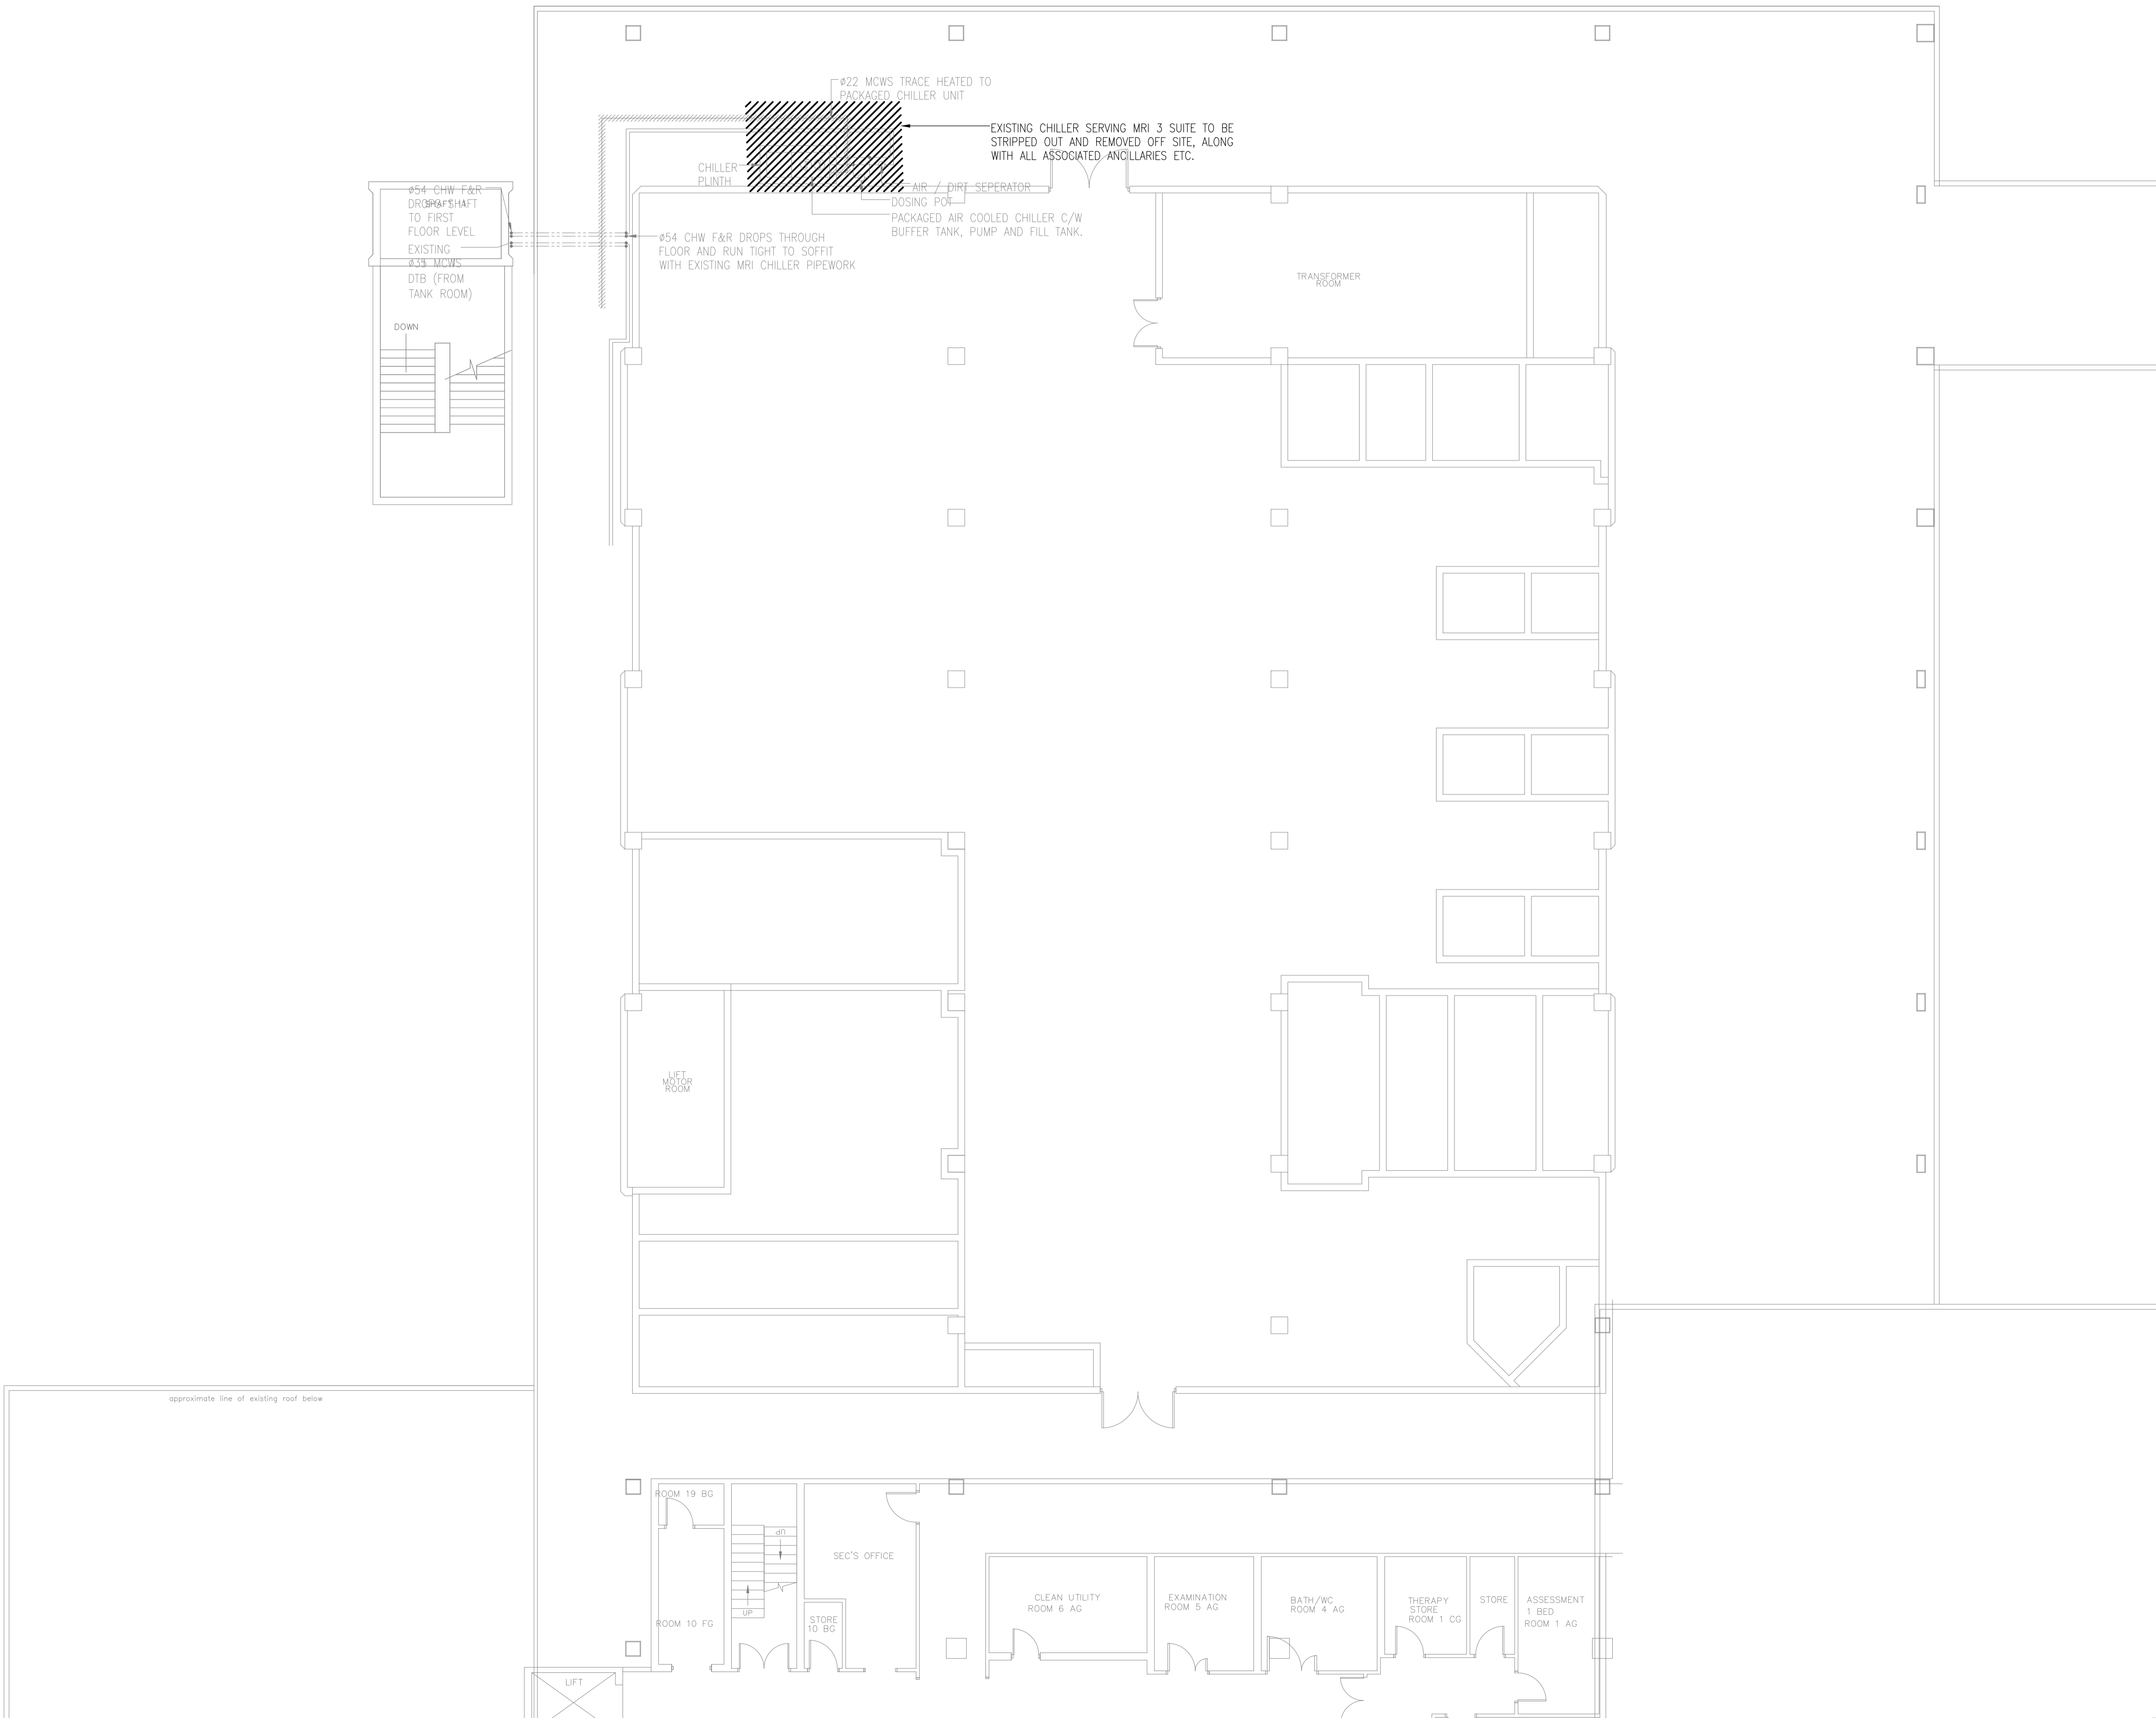 ø22 MCWS TRACE HEATED TO
PACKAGED CHILLER UNIT
EXISTING CHILLER SERVING MRI 3 SUITE TO BE
STRIPPED OUT AND REMOVED OFF SITE, ALONG
WITH ALL ASSOCIATED ANCILLARIES ETC.
CHILLER
PLINTH
AIR / DIRT SEPERATOR
DOSING POT
PACKAGED AIR COOLED CHILLER C/W
BUFFER TANK, PUMP AND FILL TANK.
ø54 CHW F&R
DROPS SHAFT
TO FIRST
FLOOR LEVEL
EXISTING
ø35 MCWS
DTB (FROM
TANK ROOM)
ø54 CHW F&R DROPS THROUGH
FLOOR AND RUN TIGHT TO SOFFIT
WITH EXISTING MRI CHILLER PIPEWORK
DOWN
TRANSFORMER
ROOM
LIFT
MOTOR
ROOM
approximate line of existing roof below
ROOM 19 BG
UP
SEC'S OFFICE
CLEAN UTILITY
ROOM 6 AG
EXAMINATION
ROOM 5 AG
BATH/WC
ROOM 4 AG
THERAPY
STORE
ROOM 1 CG
STORE
ASSESSMENT
1 BED
ROOM 1 AG
ROOM 10 FG
UP
STORE
10 BG
LIFT